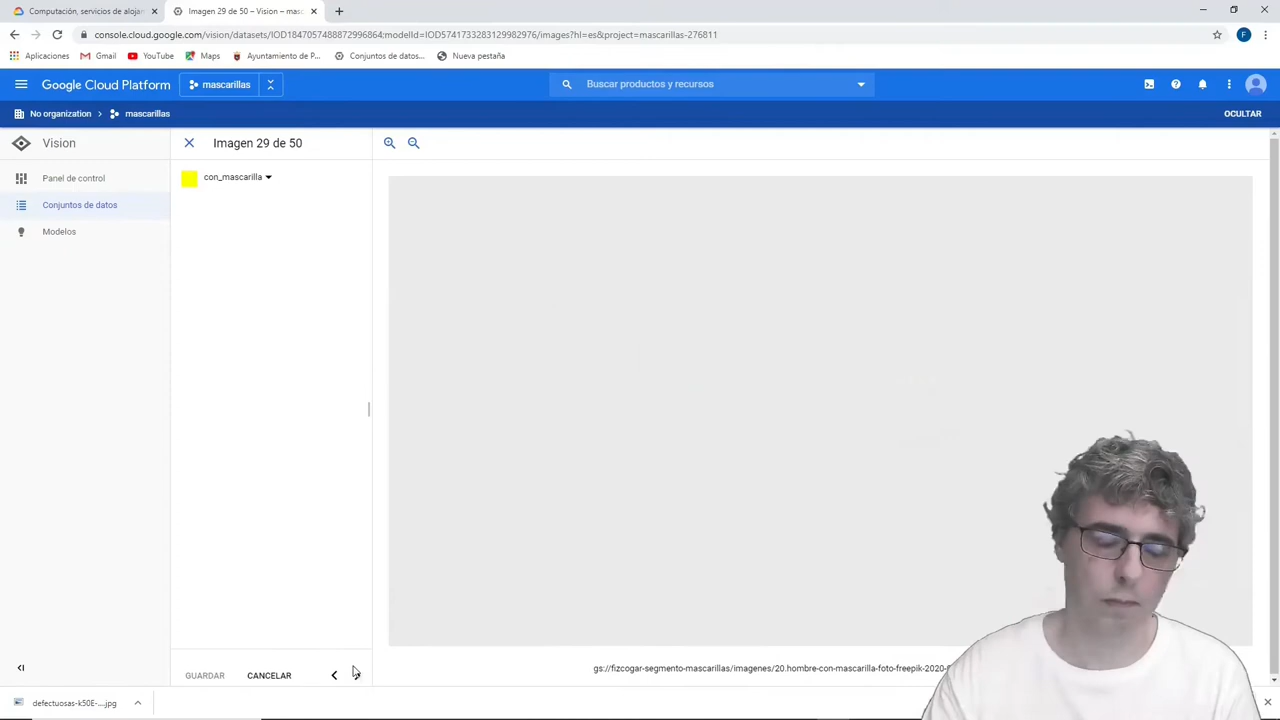 Computación, servicios de alojar
Imagen 29 de 50 – Vision – masc
console.cloud.google.com/vision/datasets/IOD1847057488872996864;modelId=IOD5741733283129982976/images?hl=es&project=mascarillas-276811
F
Aplicaciones
Gmail
YouTube
Maps
Ayuntamiento de P...
Conjuntos de datos...
Nueva pestaña
Google Cloud Platform
mascarillas
Buscar productos y recursos
No organization
mascarillas
OCULTAR
Vision
Imagen 29 de 50
con_mascarilla
Panel de control
Conjuntos de datos
Modelos
GUARDAR
CANCELAR
gs://fizcogar-segmento-mascarillas/imagenes/20.hombre-con-mascarilla-foto-freepik-2020-0
defectuosas-k50E-....jpg